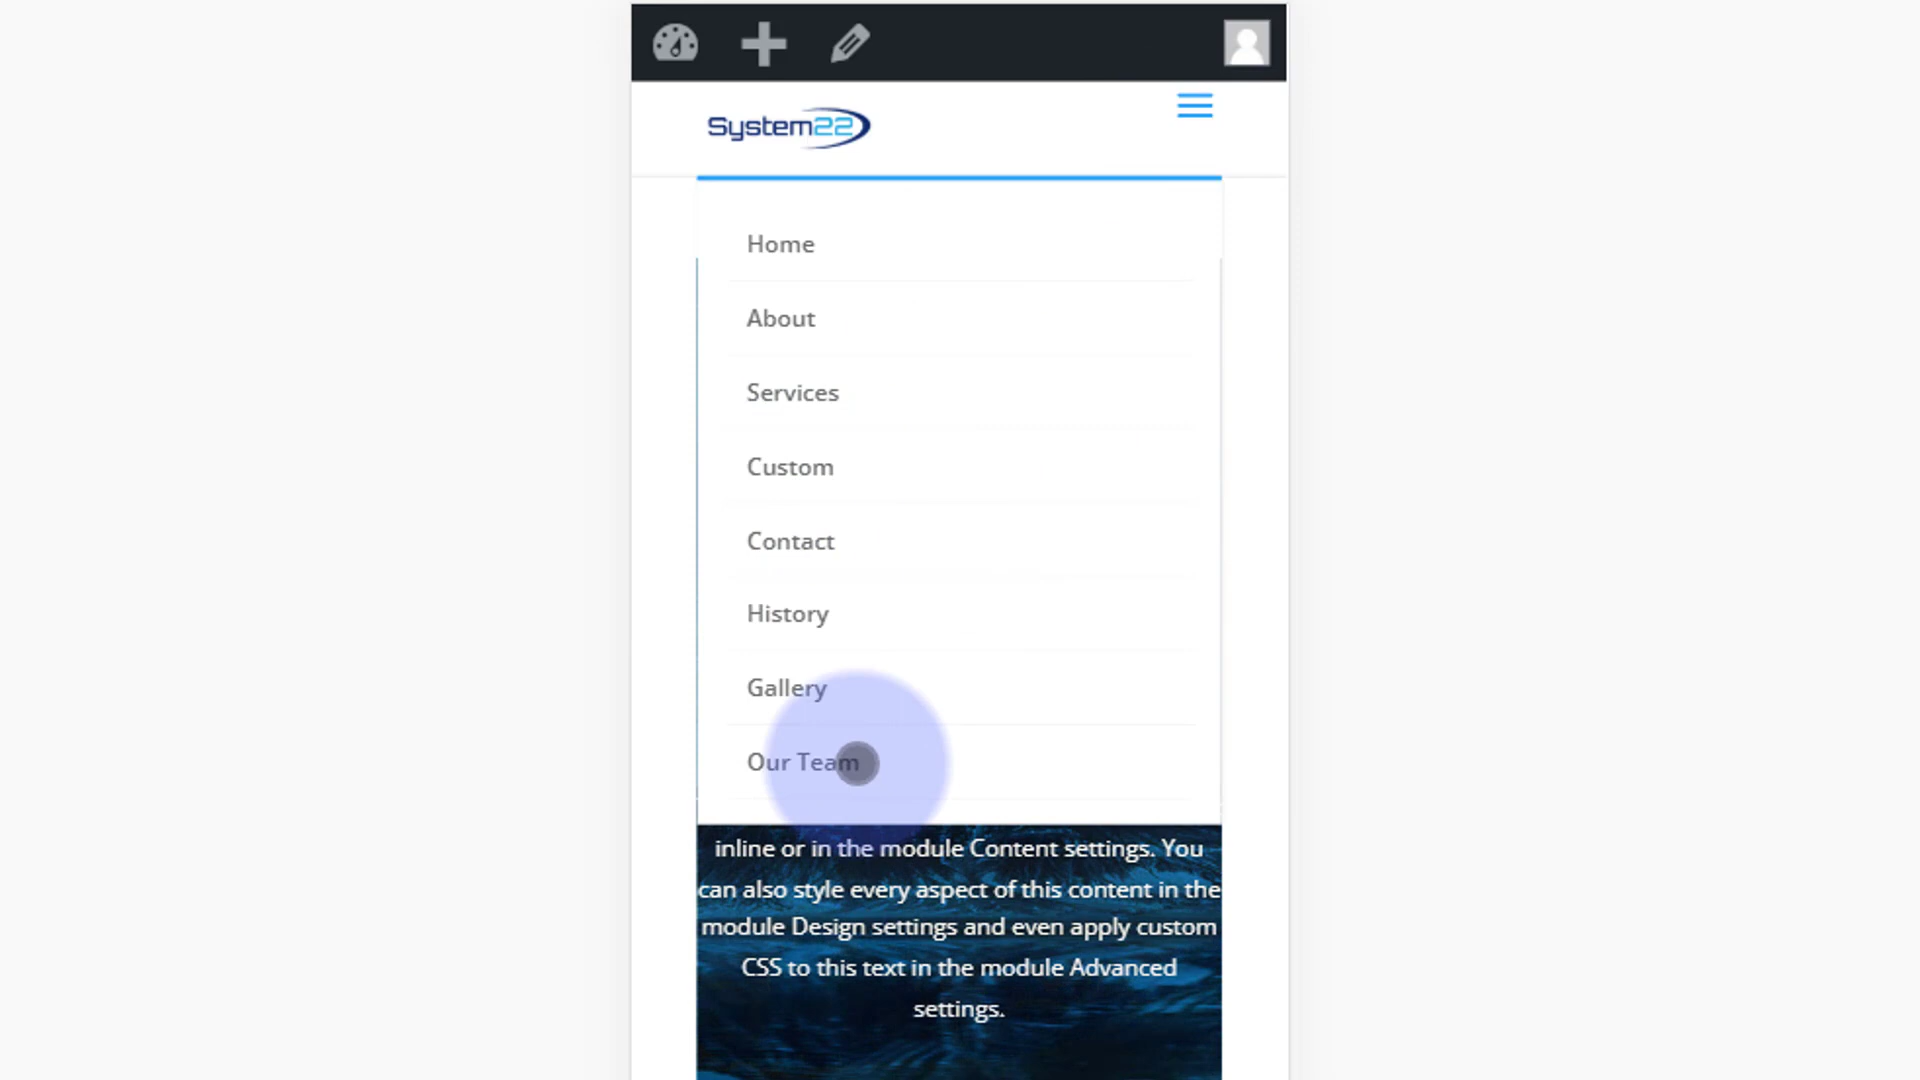 System22
Home
About
Services
Custom
Contact
History
Gallery
Our Team
inline or in the module Content settings. You
can also style every aspect of this content in the
module Design settings and even apply custom
CSS to this text in the module Advanced
settings.